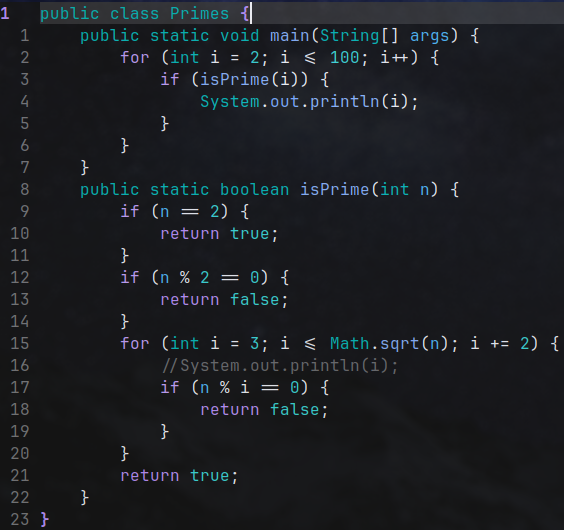 1 public class Primes {
1 public static void main(String[] args) {
2 for (int i = 2; i <= 100; i++) {
3 if (isPrime(i)) {
4 System.out.println(i);
5 }
6 }
7 }
8 public static boolean isPrime(int n) {
9 if (n == 2) {
10 return true;
11 }
12 if (n % 2 == 0) {
13 return false;
14 }
15 for (int i = 3; i <= Math.sqrt(n); i += 2) {
16 //System.out.println(i);
17 if (n % i == 0) {
18 return false;
19 }
20 }
21 return true;
22 }
23 }